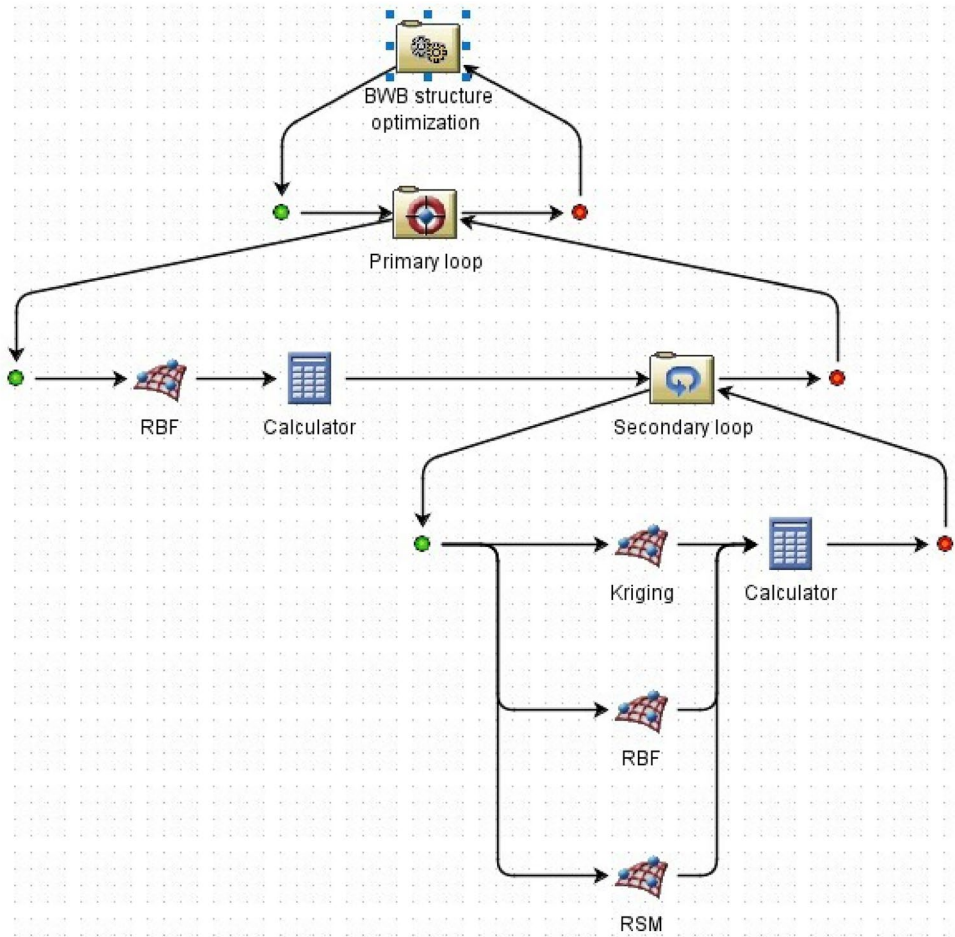 BWB structure
optimization
Primary loop
RBF
Calculator
Secondary loop
Kriging
Calculator
RBF
RSM